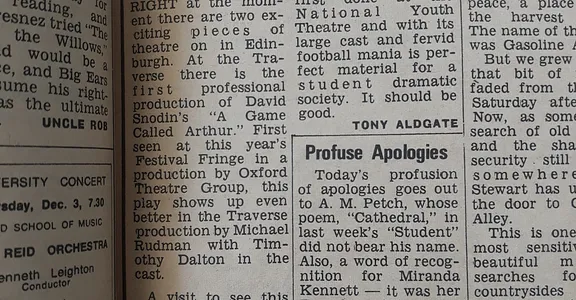 reading, and
resnez tried "The
the Willows,"
d would be a
ce, and Big Ears
sume his right-
as the ultimate
UNCLE ROB
VERSITY CONCERT
sday, Dec. 3, 7.30
D SCHOOL OF MUSIC
REID ORCHESTRA
enneth Leighton
Conductor
RIGHT at the mom-
ent there are two ex-
citing pieces of
theatre on in Edin-
burgh. At the Tra-
verse there is the
first professional
production of David
Snodin's "A Game
Called Arthur." First
seen at this year's
Festival Fringe in a
production by Oxford
Theatre Group, this
play shows up even
better in the Traverse
production by Michael
Rudman with Tim-
othy Dalton in the
cast.
A visit to see this
National Youth
Theatre and with its
large cast and fervid
football mania is per-
fect material for a
student dramatic
society. It should be
good.
TONY ALDGATE
Profuse Apologies
Today's profusion
of apologies goes out
to A. M. Petch, whose
poem, "Cathedral," in
last week's "Student"
did not bear his name.
Also, a word of recog-
nition for Miranda
Kennett — it was her
peace, a place
the harvest
The name of th
was Gasoline A
But we grew
that bit of
faded from th
Saturday afte
Now, as some
search of old
and the sha
security still
somewhere
Stewart has u
the door to G
Alley.
This is one
most sensitiv
beautiful m
searches fo
countrysides